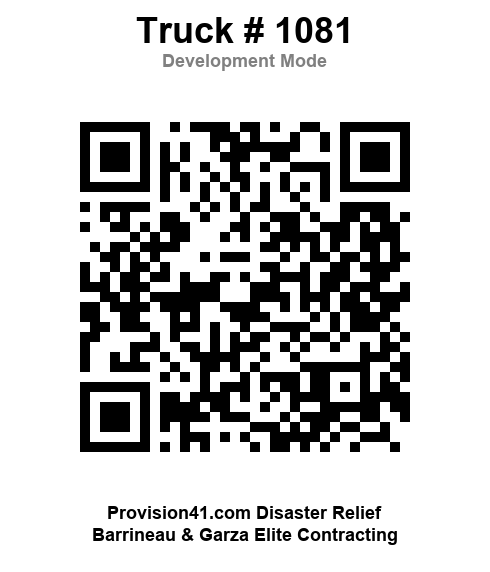 Truck # 1081
Development Mode
Provision41.com Disaster Relief
Barrineau & Garza Elite Contracting